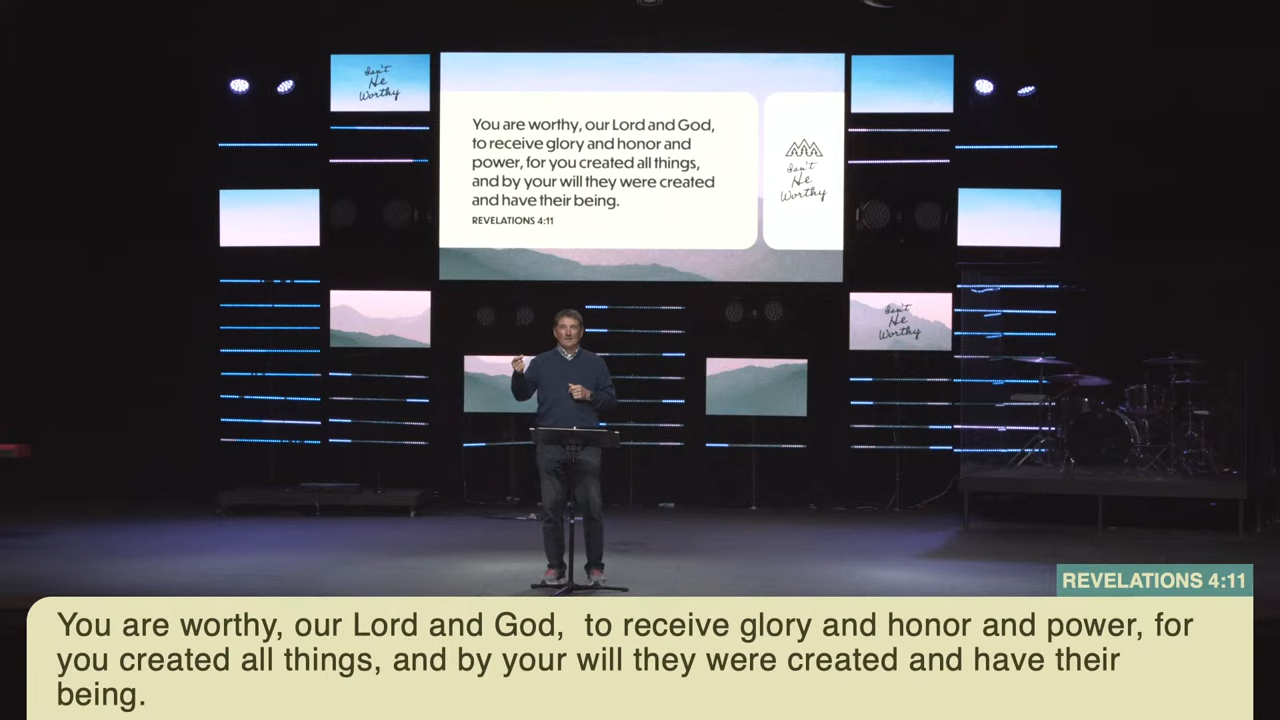 Isn't
He
Worthy
You are worthy, our Lord and God,
to receive glory and honor and
power, for you created all things,
and by your will they were created
and have their being.
REVELATIONS 4:11
Isn't
He
Worthy
Isn't
He
Worthy
REVELATIONS 4:11
You are worthy, our Lord and God, to receive glory and honor and power, for
you created all things, and by your will they were created and have their
being.